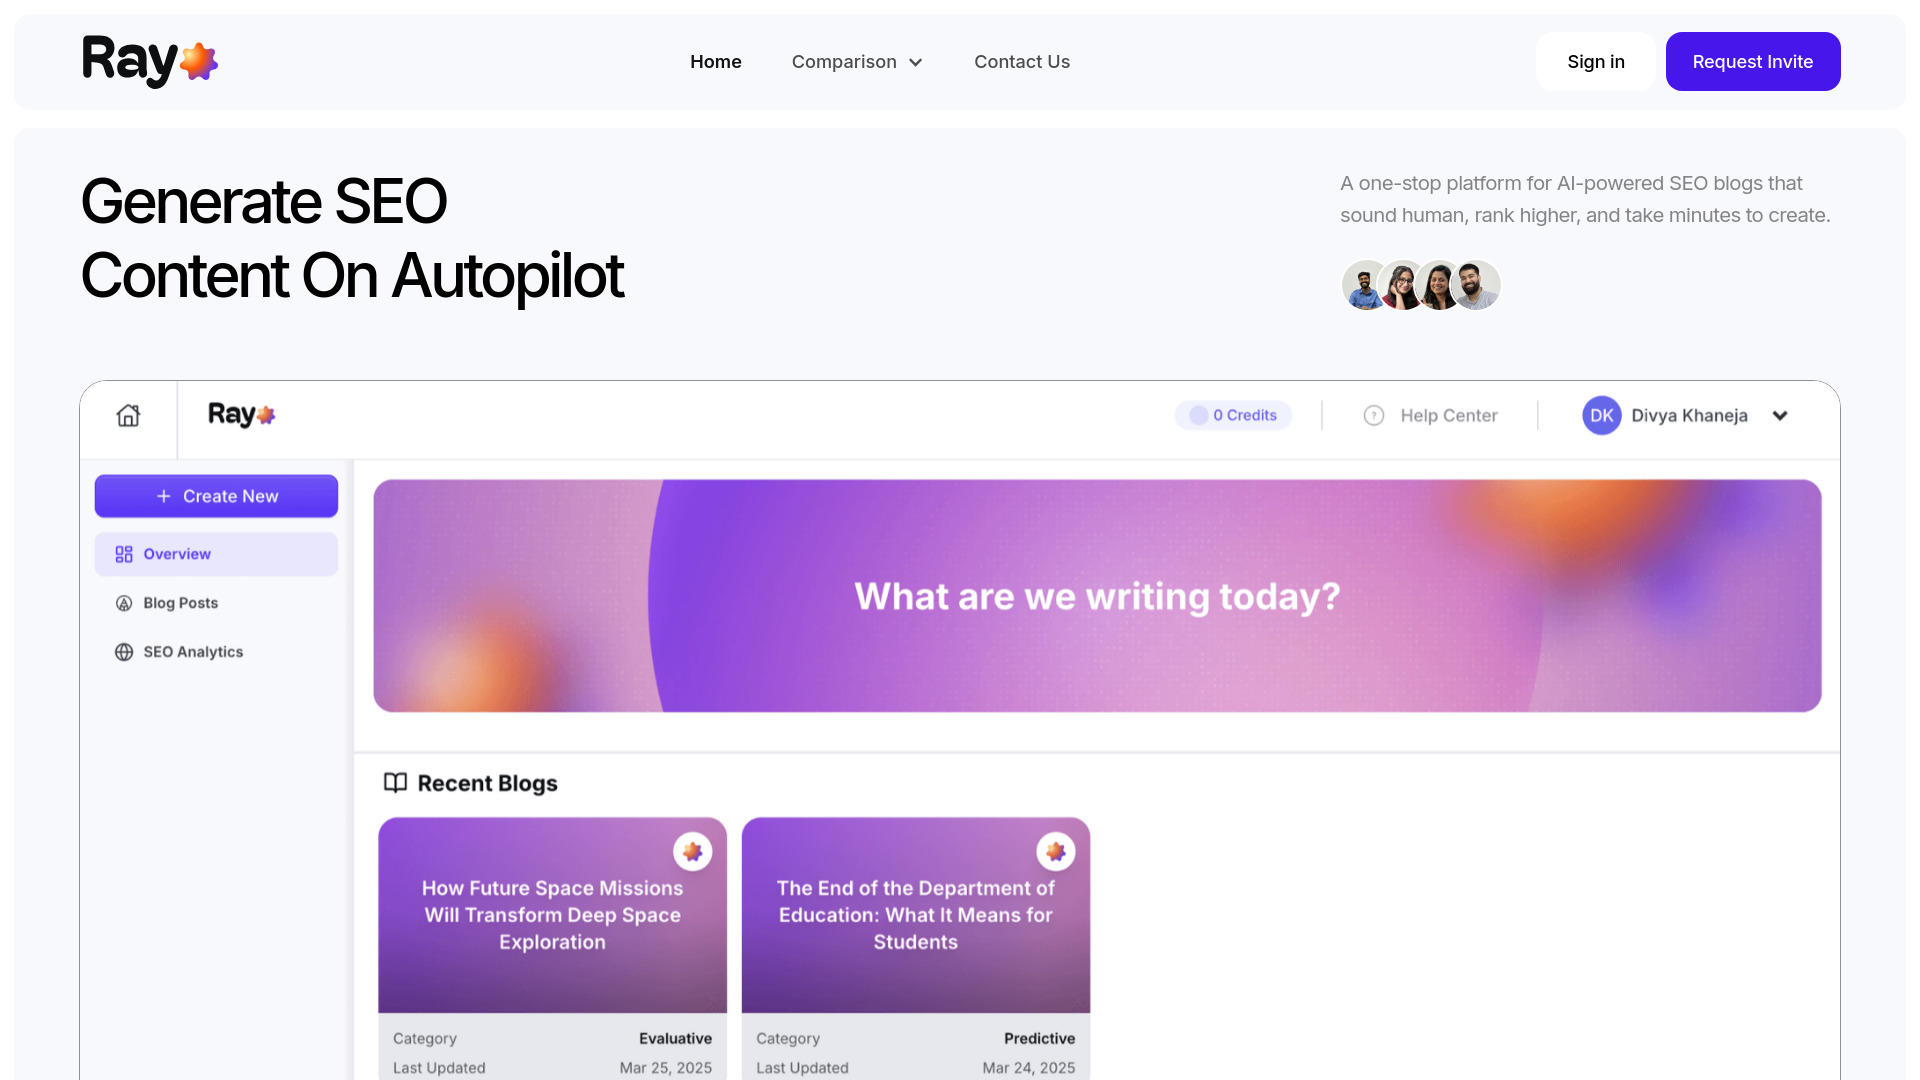 Ray
Home
Comparison
Contact Us
Sign in
Request Invite
Generate SEO
Content On Autopilot
A one-stop platform for AI-powered SEO blogs that
sound human, rank higher, and take minutes to create.
Ray
0 Credits
Help Center
DK
Divya Khaneja
Create New
Overview
Blog Posts
SEO Analytics
What are we writing today?
Recent Blogs
How Future Space Missions
Will Transform Deep Space
Exploration
Category Evaluative
Last Updated Mar 25, 2025
The End of the Department of
Education: What It Means for
Students
Category Predictive
Last Updated Mar 24, 2025